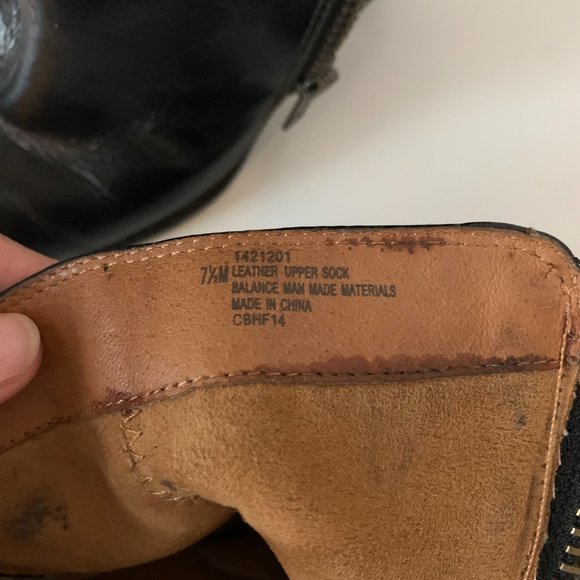 1421201
7½M LEATHER UPPER SOCK
BALANCE MAN MADE MATERIALS
MADE IN CHINA
CBHF14